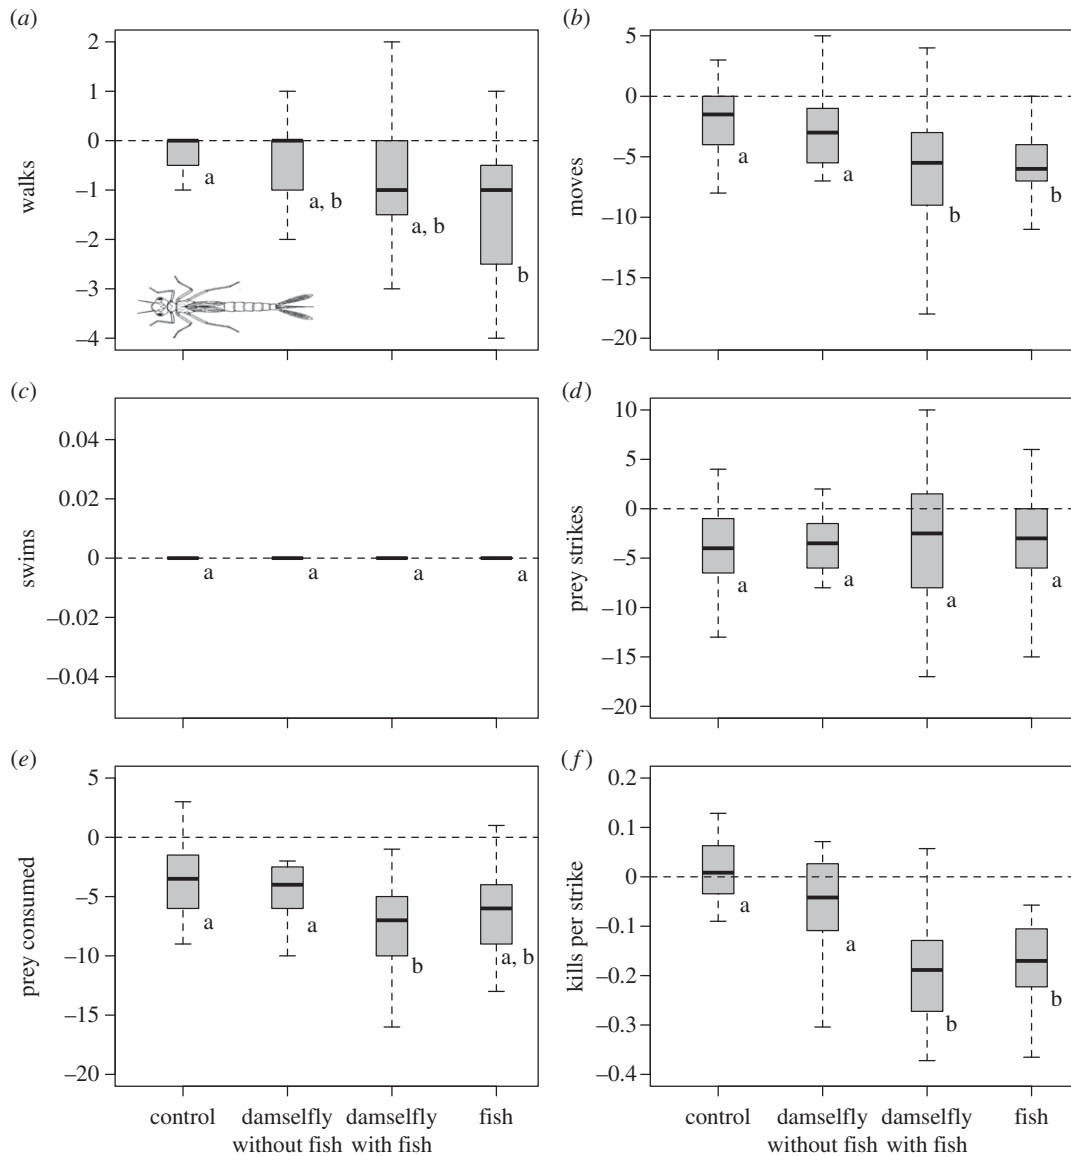 (a)
2
1
0
–1
–2
–3
–4
walks
a
a, b
a, b
b
(b)
5
0
–5
–10
–15
–20
moves
a
a
b
b
(c)
0.04
0.02
0
–0.02
–0.04
swims
a
a
a
a
(d)
10
5
0
–5
–10
–15
–20
prey strikes
a
a
a
a
(e)
5
0
–5
–10
–15
–20
prey consumed
a
a
b
a, b
(f)
0.2
0.1
0
–0.1
–0.2
–0.3
–0.4
kills per strike
a
a
b
b
control
damselfly
without fish
damselfly
with fish
fish
control
damselfly
without fish
damselfly
with fish
fish